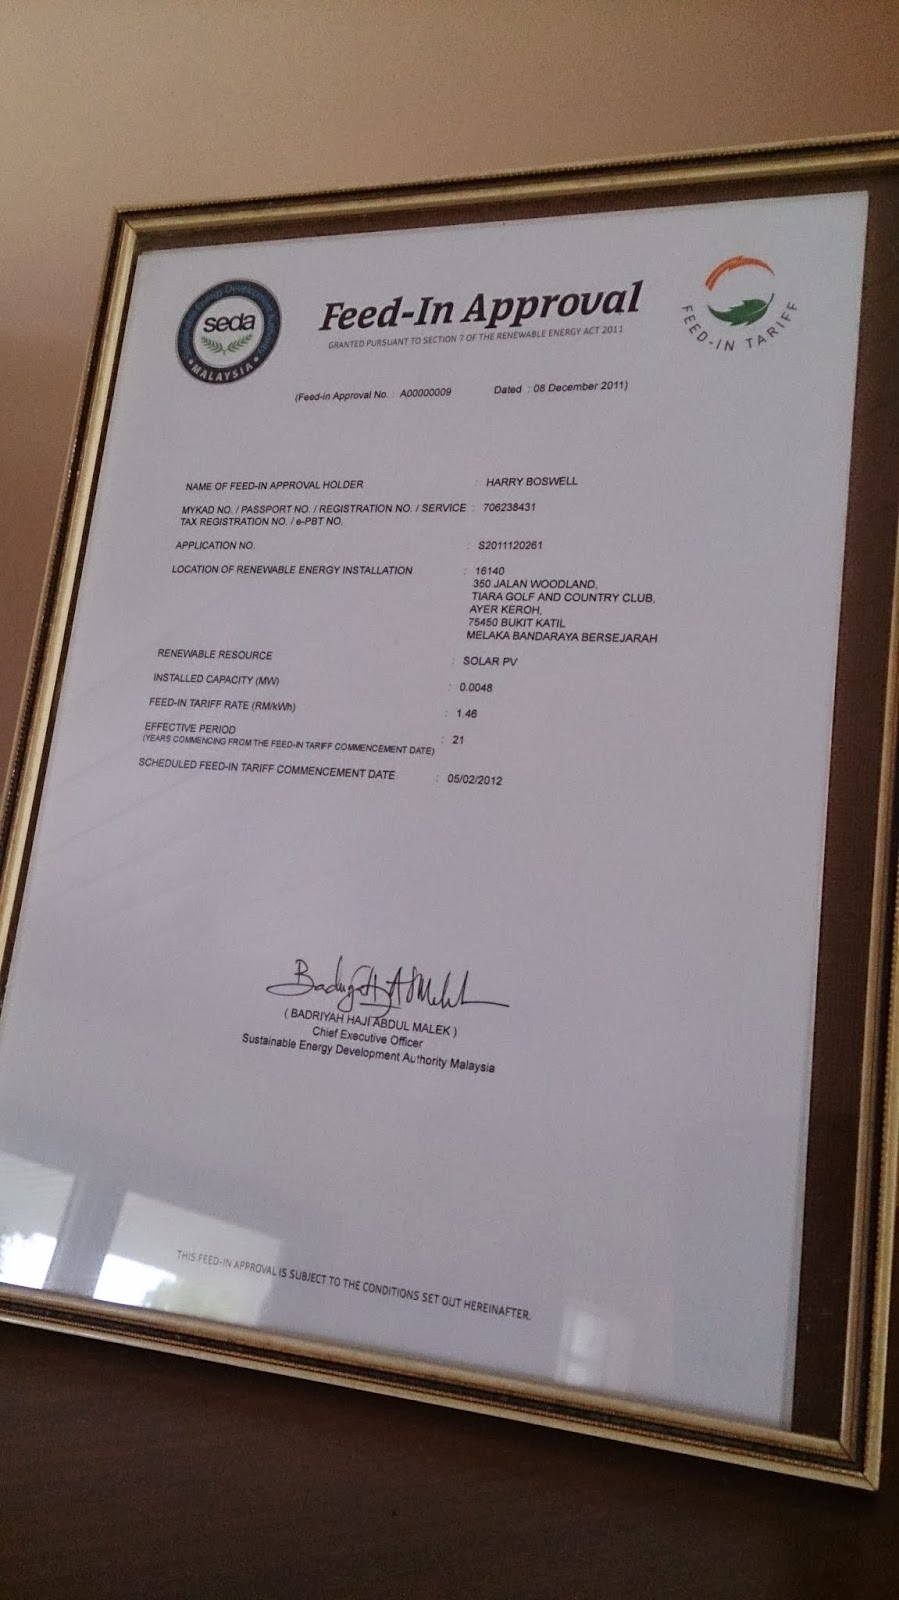 seda
MALAYSIA
Feed-In Approval
GRANTED PURSUANT TO SECTION 7 OF THE RENEWABLE ENERGY ACT 2011
FEED-IN TARIFF
(Feed-in Approval No. : A00000009 Dated : 08 December 2011)
NAME OF FEED-IN APPROVAL HOLDER : HARRY BOSWELL
MYKAD NO. / PASSPORT NO. / REGISTRATION NO. / SERVICE : 706238431
TAX REGISTRATION NO. / e-PBT NO.
APPLICATION NO. : S2011120261
LOCATION OF RENEWABLE ENERGY INSTALLATION : 16140
350 JALAN WOODLAND,
TIARA GOLF AND COUNTRY CLUB,
AYER KEROH,
75450 BUKIT KATIL
MELAKA BANDARAYA BERSEJARAH
RENEWABLE RESOURCE : SOLAR PV
INSTALLED CAPACITY (MW) : 0.0048
FEED-IN TARIFF RATE (RM/kWh) : 1.46
EFFECTIVE PERIOD : 21
(YEARS COMMENCING FROM THE FEED-IN TARIFF COMMENCEMENT DATE)
SCHEDULED FEED-IN TARIFF COMMENCEMENT DATE : 05/02/2012
( BADRIYAH HAJI ABDUL MALEK )
Chief Executive Officer
Sustainable Energy Development Authority Malaysia
THIS FEED-IN APPROVAL IS SUBJECT TO THE CONDITIONS SET OUT HEREINAFTER.